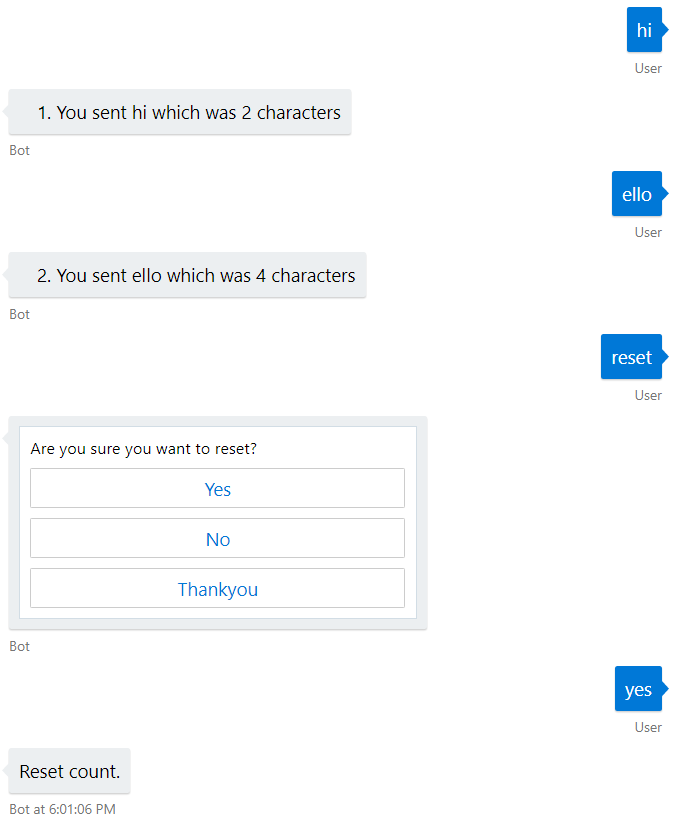 hi
User
1. You sent hi which was 2 characters
Bot
ello
User
2. You sent ello which was 4 characters
Bot
reset
User
Are you sure you want to reset?
Yes
No
Thankyou
Bot
yes
User
Reset count.
Bot at 6:01:06 PM